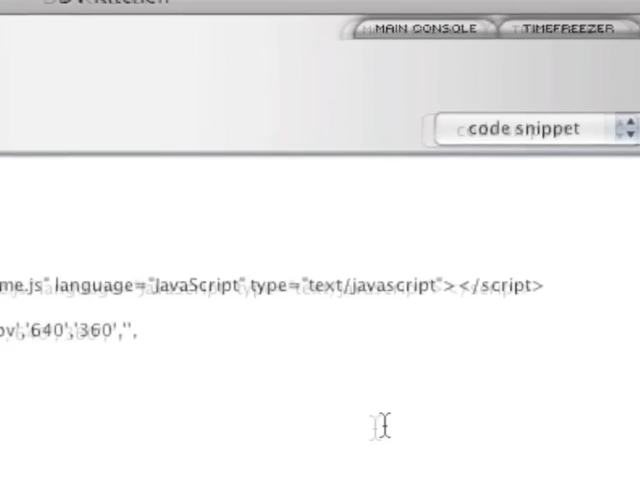 MAIN CONSOLE TIMEFREEZER
code snippet
me.js" language="JavaScript" type="text/javascript"></script>
ov','640','360','',